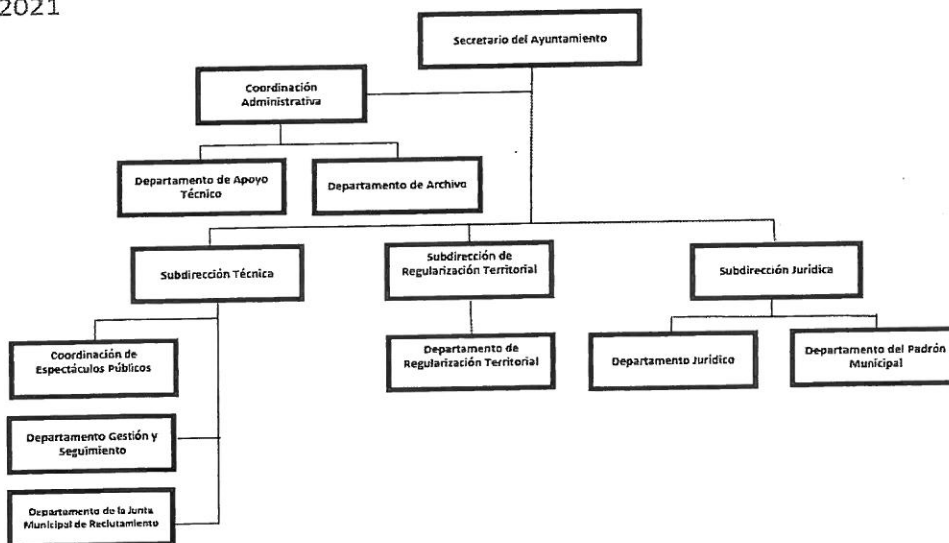 2021
Secretario del Ayuntamiento
Coordinación
Administrativa
Departamento de Apoyo
Técnico
Departamento de Archivo
Subdirección Técnica
Subdirección de
Regularización Territorial
Subdirección Jurídica
Coordinación de
Espectáculos Públicos
Departamento de
Regularización Territorial
Departamento Jurídico
Departamento del Padrón
Municipal
Departamento Gestión y
Seguimiento
Departamento de la Junta
Municipal de Reclutamiento